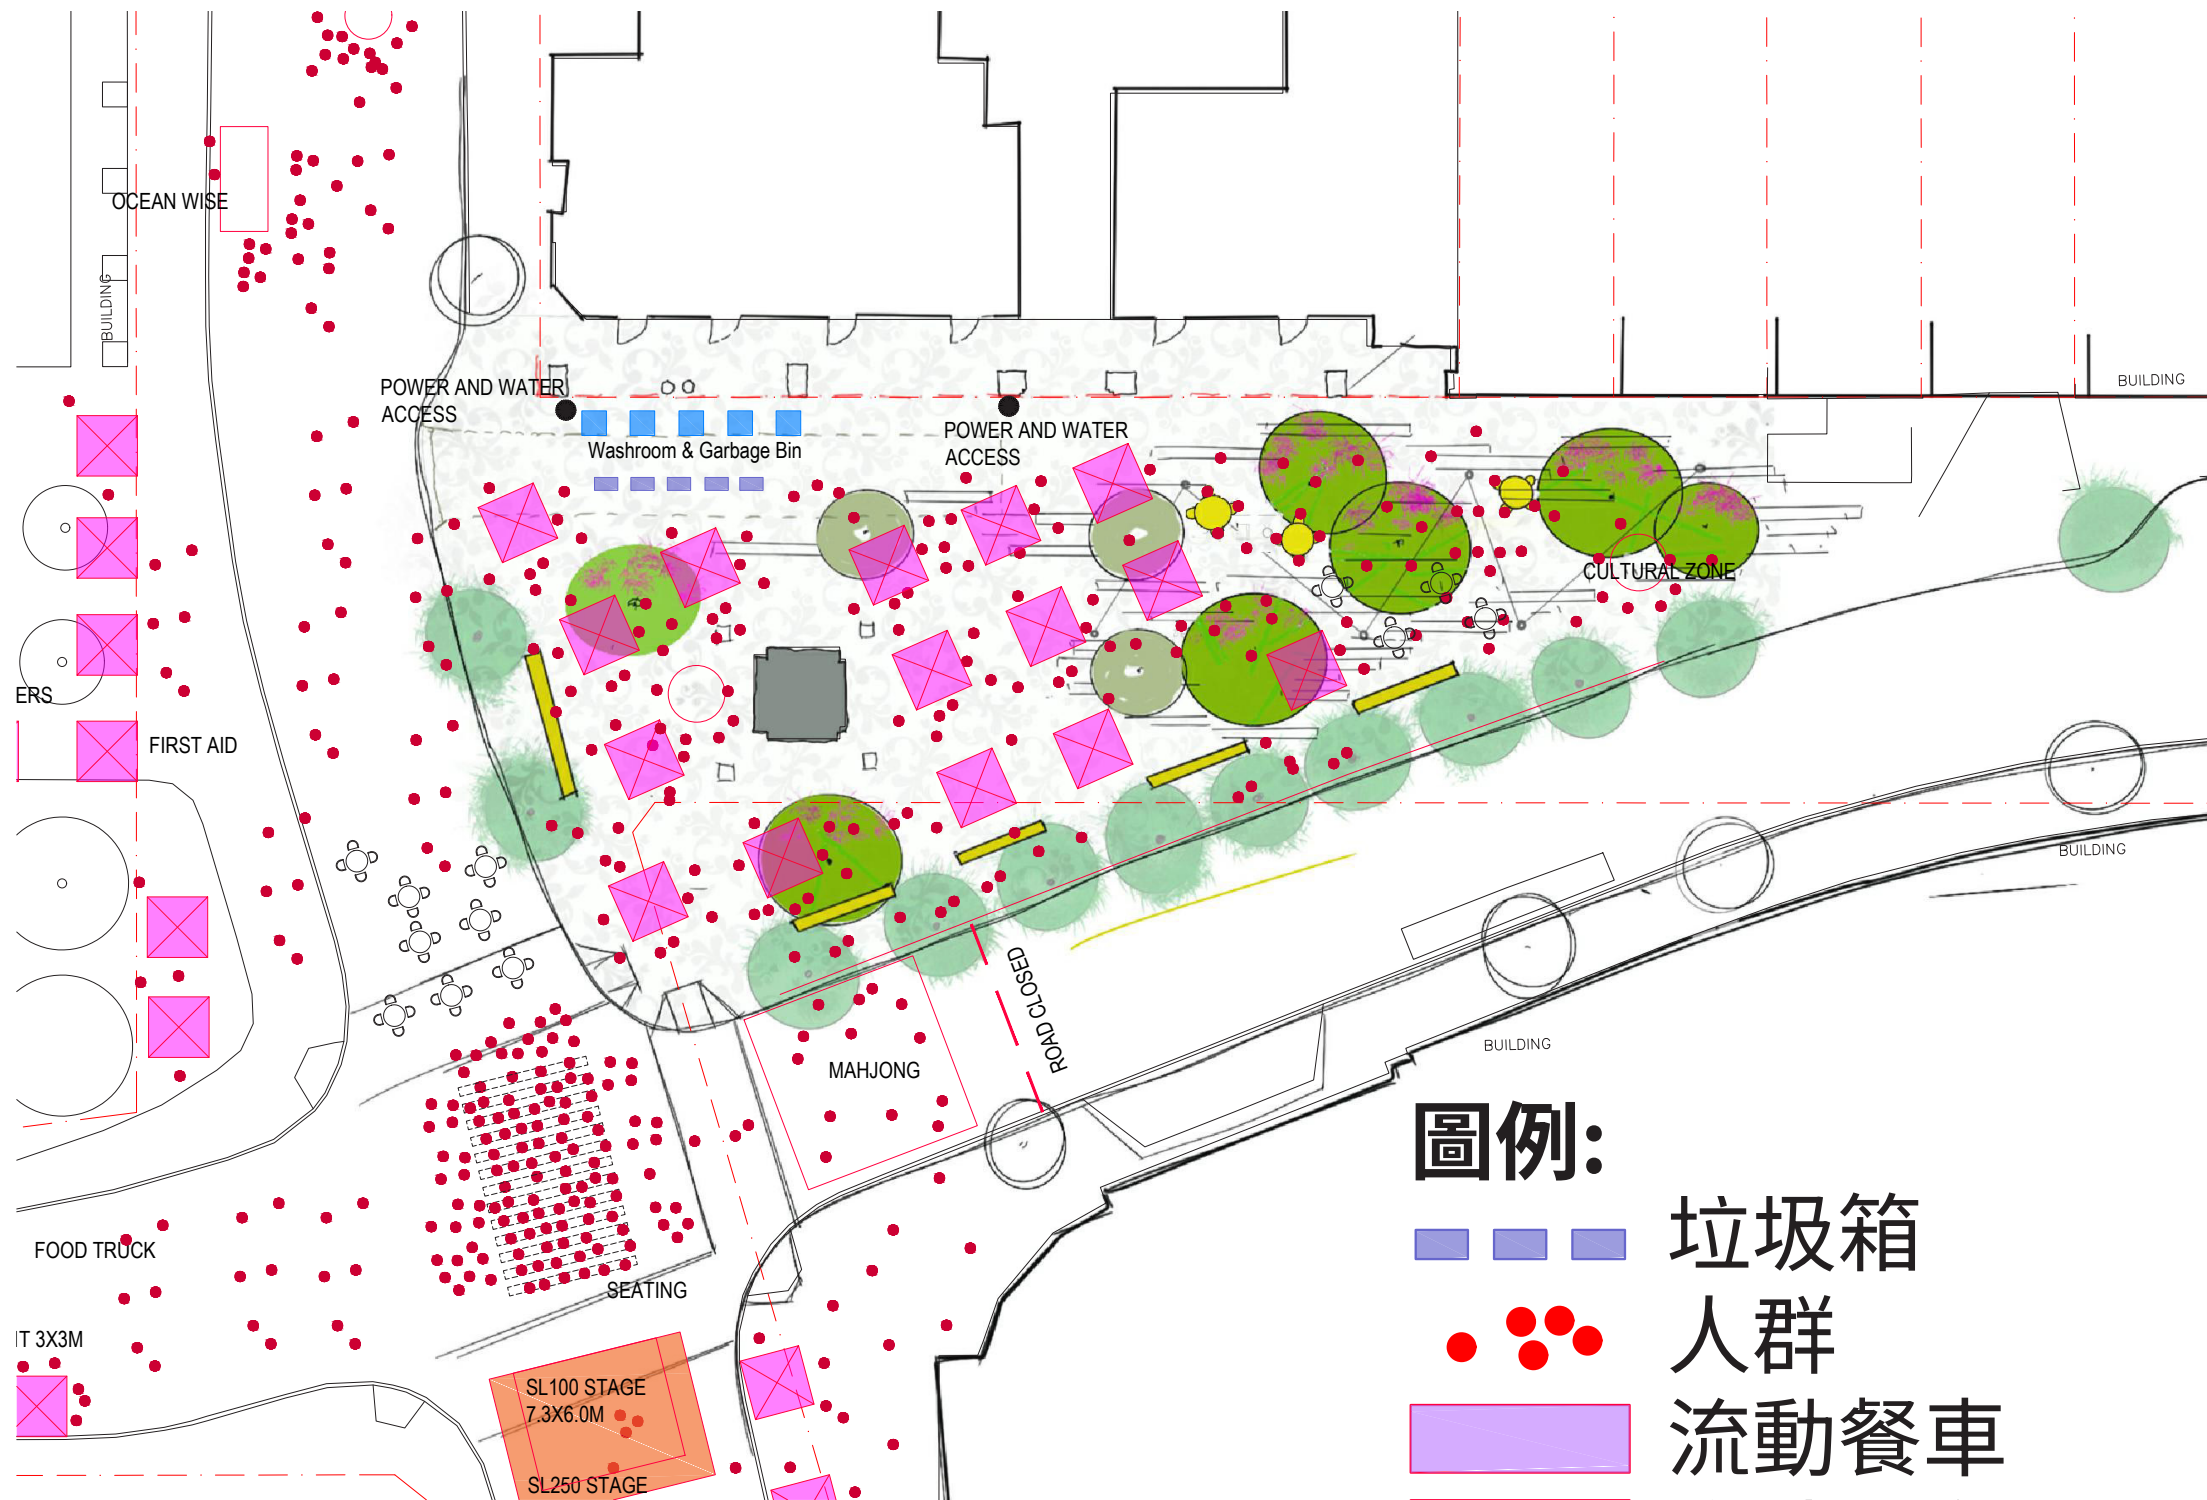 OCEAN WISE
BUILDING
POWER AND WATER
ACCESS
Washroom & Garbage Bin
POWER AND WATER
ACCESS
BUILDING
CULTURAL ZONE
ERS
FIRST AID
BUILDING
ROAD CLOSED
MAHJONG
BUILDING
FOOD TRUCK
SEATING
IT 3X3M
SL100 STAGE
7.3X6.0M
SL250 STAGE
圖例:
垃圾箱
人群
流動餐車